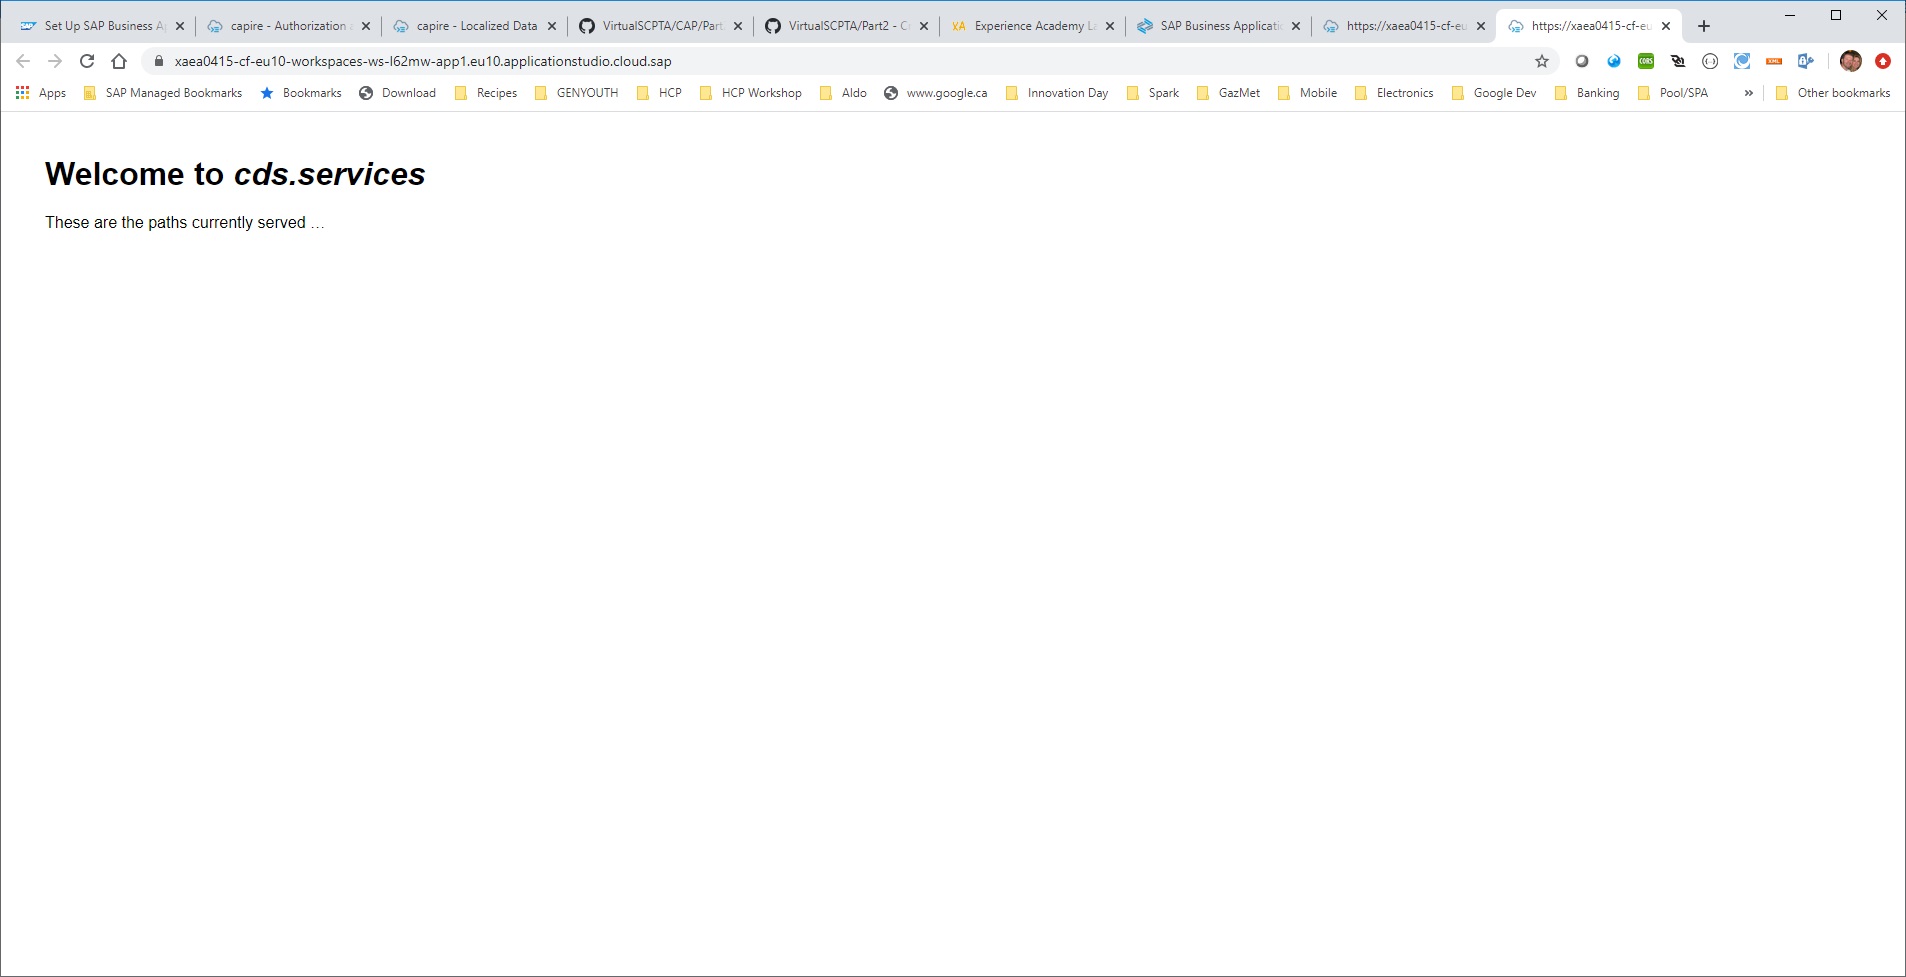 Set Up SAP Business A
capire - Authorization a
capire - Localized Data
VirtualSCPTA/CAP/Part
VirtualSCPTA/Part2 - C
Experience Academy La
SAP Business Applicatio
https://xaea0415-cf-eu
https://xaea0415-cf-eu
xaea0415-cf-eu10-workspaces-ws-l62mw-app1.eu10.applicationstudio.cloud.sap
Apps SAP Managed Bookmarks Bookmarks Download Recipes GENYOUTH HCP HCP Workshop Aldo www.google.ca Innovation Day Spark GazMet Mobile Electronics Google Dev Banking Pool/SPA » Other bookmarks
Welcome to cds.services
These are the paths currently served …